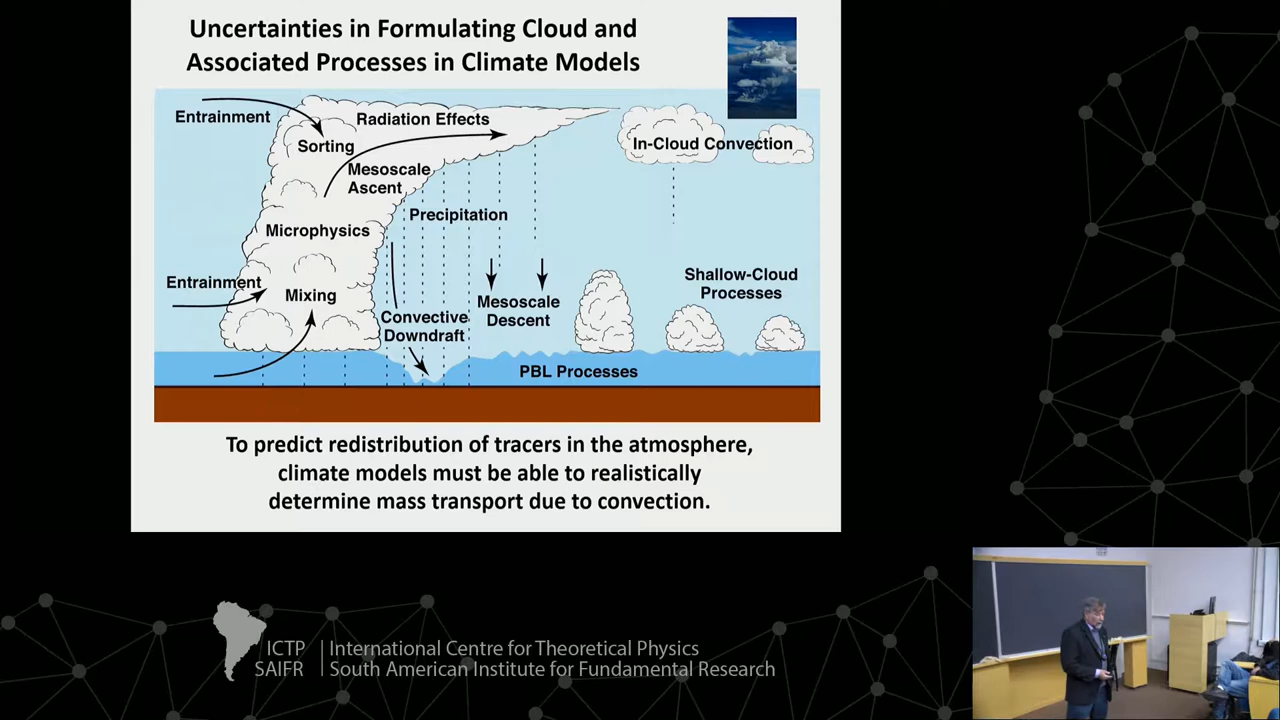 Uncertainties in Formulating Cloud and
Associated Processes in Climate Models
Entrainment
Radiation Effects
Sorting
In-Cloud Convection
Mesoscale
Ascent
Precipitation
Microphysics
Entrainment
Mixing
Shallow-Cloud
Processes
Mesoscale
Descent
Convective
Downdraft
PBL Processes
To predict redistribution of tracers in the atmosphere,
climate models must be able to realistically
determine mass transport due to convection.
ICTP
SAIFR
International Centre for Theoretical Physics
South American Institute for Fundamental Research